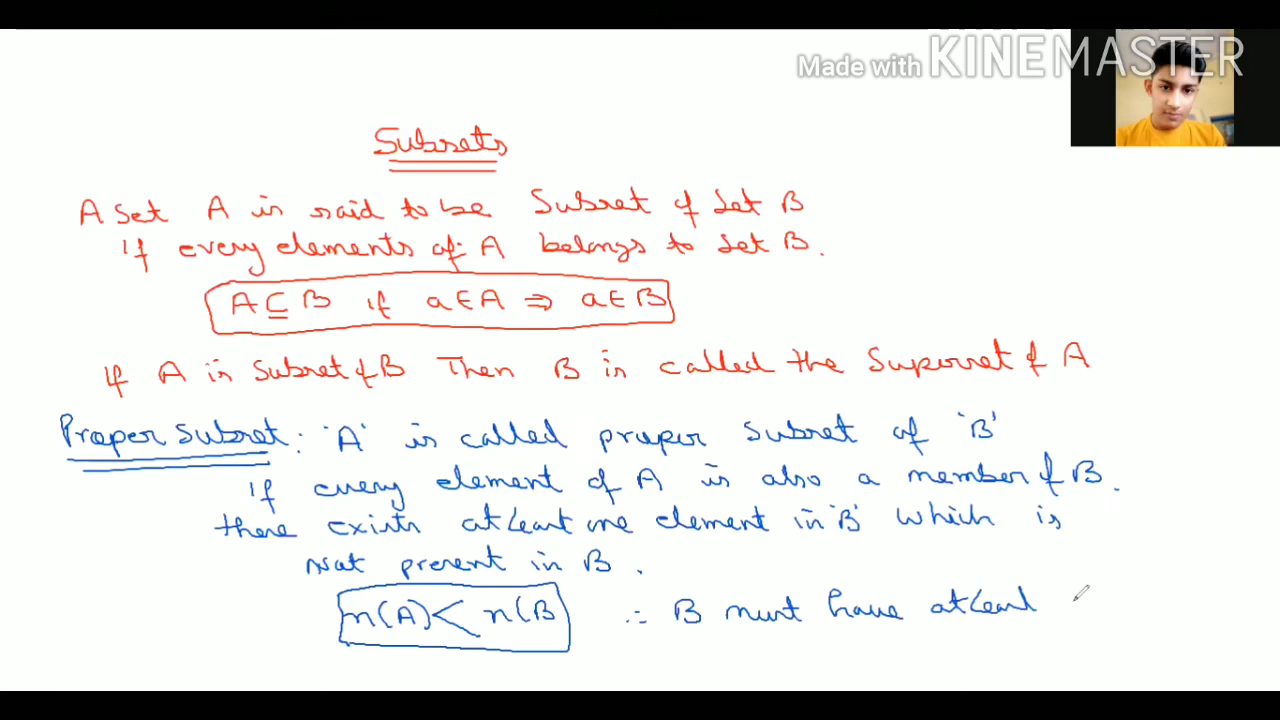 Made with KINEMASTER
Subsets
A set A is said to be Subset of Set B
If every elements of A belongs to Set B.
A ⊆ B if a ∈ A ⇒ a ∈ B
If A is Subset of B Then B is called the Superset of A
Proper subset: 'A' is called proper subset of 'B'
If every element of A is also a member of B.
there exists atleast one element in 'B' which is
Not present in B.
n(A) < n(B ∴ B must have atleast